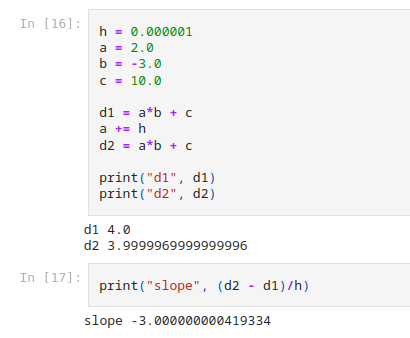 In [16]:
h = 0.000001
a = 2.0
b = -3.0
c = 10.0
d1 = a*b + c
a += h
d2 = a*b + c
print("d1", d1)
print("d2", d2)
d1 4.0
d2 3.9999969999999996
In [17]:
print("slope", (d2 - d1)/h)
slope -3.000000000419334